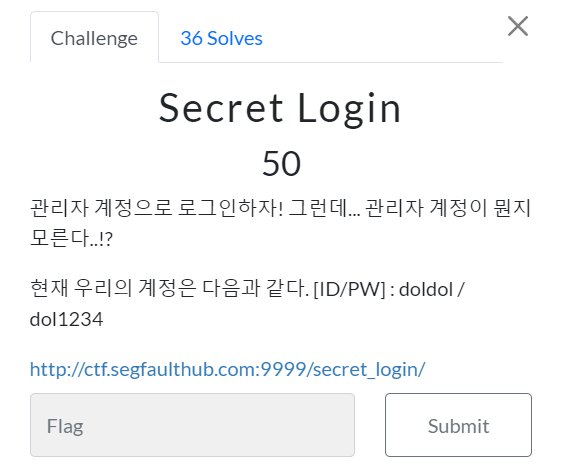 Challenge
36 Solves
Secret Login
50
관리자 계정으로 로그인하자! 그런데... 관리자 계정이 뭔지
모른다..!?
현재 우리의 계정은 다음과 같다. [ID/PW] : doldol /
dol1234
http://ctf.segfaulthub.com:9999/secret_login/
Flag
Submit